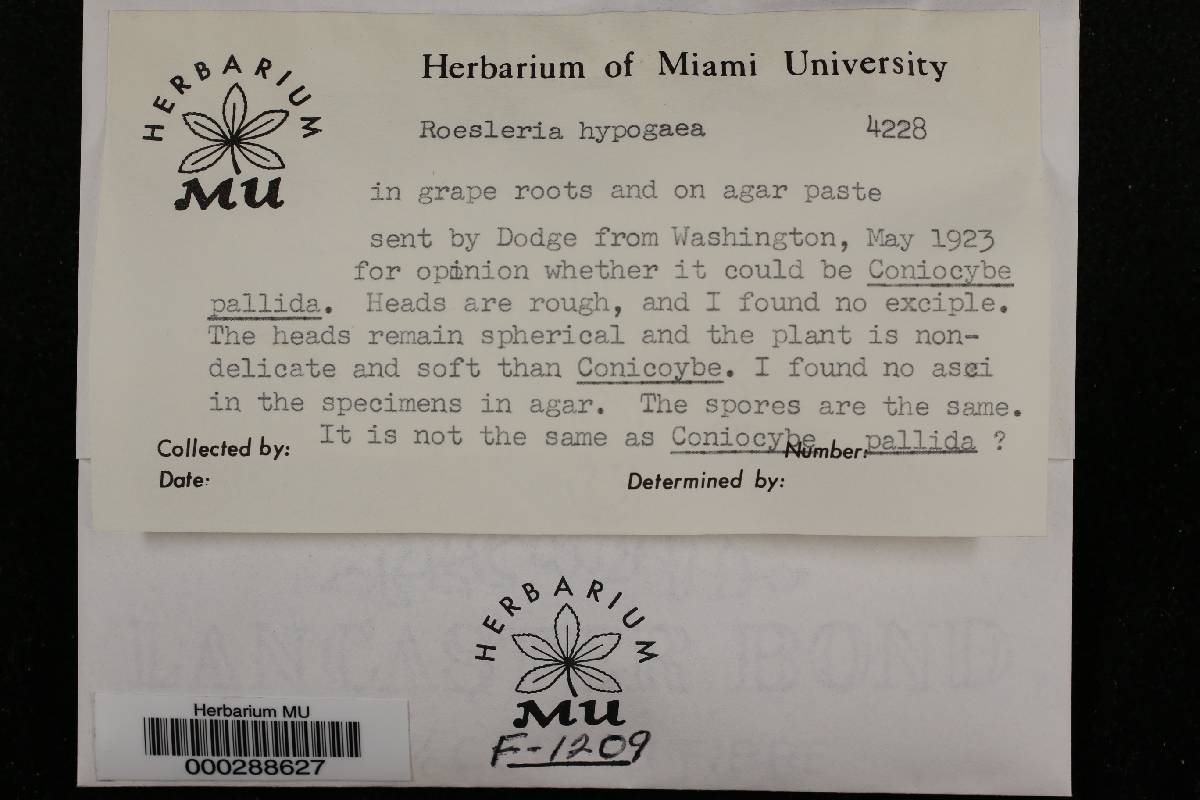 HERBARIUM
MU
Herbarium of Miami University
Roesleria hypogaea 4228
in grape roots and on agar paste
sent by Dodge from Washington, May 1923
for opinion whether it could be Coniocybe
pallida. Heads are rough, and I found no exciple.
The heads remain spherical and the plant is non-
delicate and soft than Conicoybe. I found no asci
in the specimens in agar. The spores are the same.
It is not the same as Coniocybe pallida ?
Collected by: Number:
Date: Determined by:
HERBARIUM
MU
F-1209
Herbarium MU
000288627